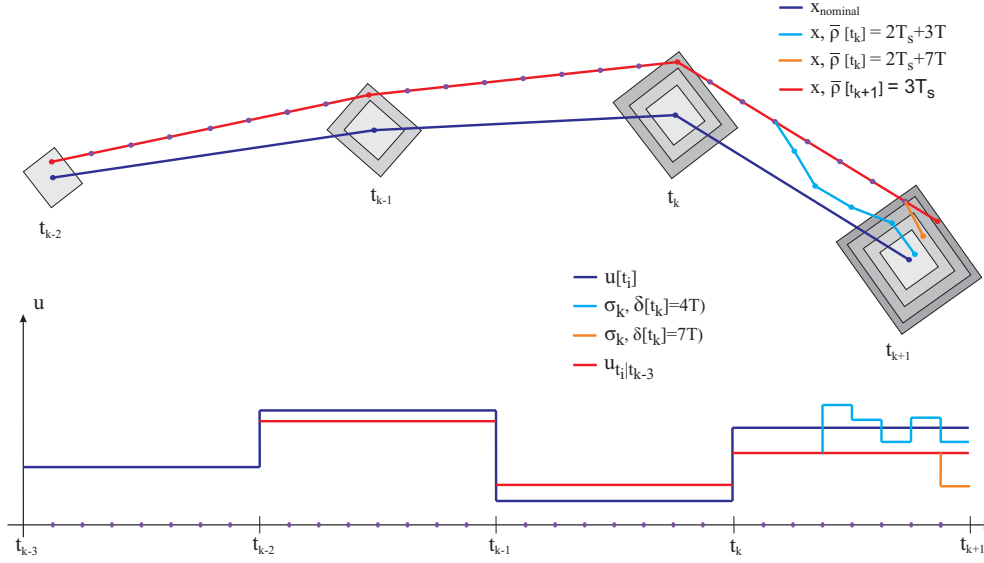 x_nominal
x, ρ̅ [t_k] = 2T_s+3T
x, ρ̅ [t_k] = 2T_s+7T
x, ρ̅ [t_k+1] = 3T_s
t_k-2
t_k-1
t_k
t_k+1
u
u[t_i]
σ_k, δ[t_k]=4T)
σ_k, δ[t_k]=7T)
u_t_i|t_k-3
t_k-3
t_k-2
t_k-1
t_k
t_k+1